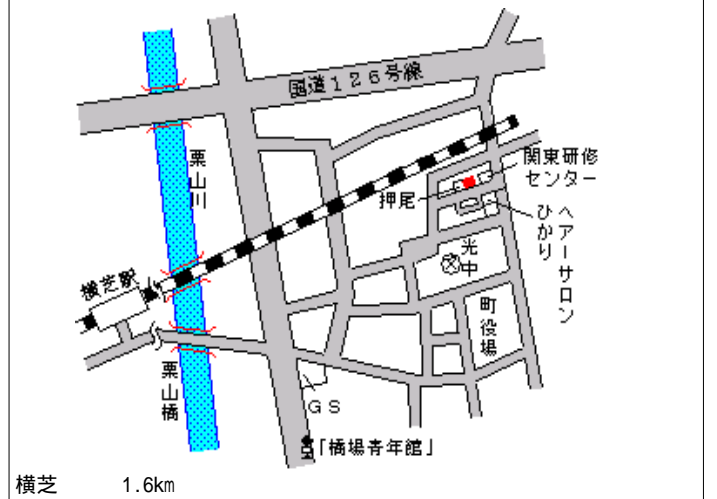 国道126号線
栗山川
関東研修
センター
押尾
ヘアーサロン
ひかり
光中
横芝駅
町役場
栗山橋
GS
「橋場青年館」
横芝 1.6km